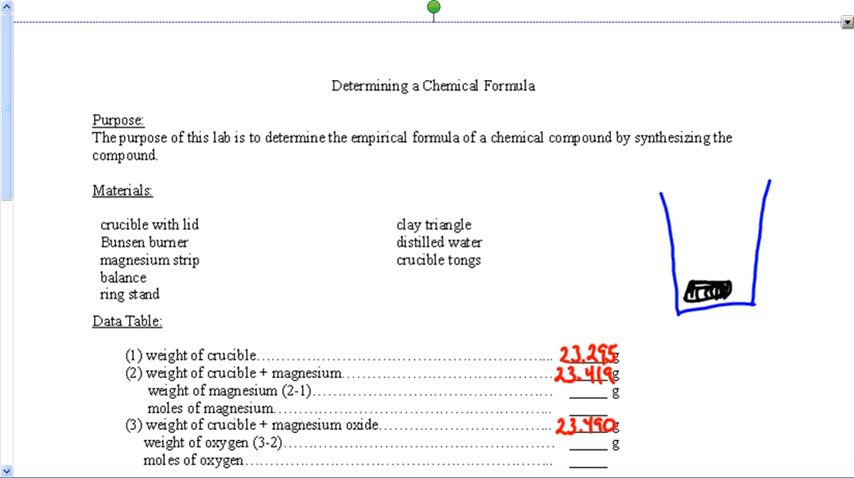 Determining a Chemical Formula
Purpose:
The purpose of this lab is to determine the empirical formula of a chemical compound by synthesizing the
compound.
Materials:
crucible with lid clay triangle
Bunsen burner distilled water
magnesium strip crucible tongs
balance
ring stand
Data Table:
(1) weight of crucible.................................................................... 23.295 g
(2) weight of crucible + magnesium.................................................... 23.419 g
weight of magnesium (2-1)............................................................ ____ g
moles of magnesium.................................................................. ____
(3) weight of crucible + magnesium oxide............................................ 23.490 g
weight of oxygen (3-2)................................................................ ____ g
moles of oxygen...................................................................... ____